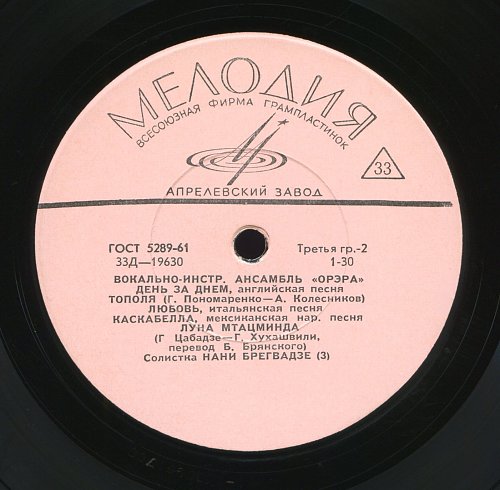 МЕЛОДИЯ
ВСЕСОЮЗНАЯ ФИРМА ГРАМПЛАСТИНОК
33
АПРЕЛЕВСКИЙ ЗАВОД
ГОСТ 5289-61 Третья гр.-2
33Д—19630 1-30
ВОКАЛЬНО-ИНСТР. АНСАМБЛЬ «ОРЭРА»
ДЕНЬ ЗА ДНЕМ, английская песня
ТОПОЛЯ (Г. Пономаренко—А. Колесников)
ЛЮБОВЬ, итальянская песня
КАСКАБЕЛЛА, мексиканская нар. песня
ЛУНА МТАЦМИНДА
(Г Цабадзе—Г. Хухашвили,
перевод Б. Брянского)
Солистка НАНИ БРЕГВАДЗЕ (3)